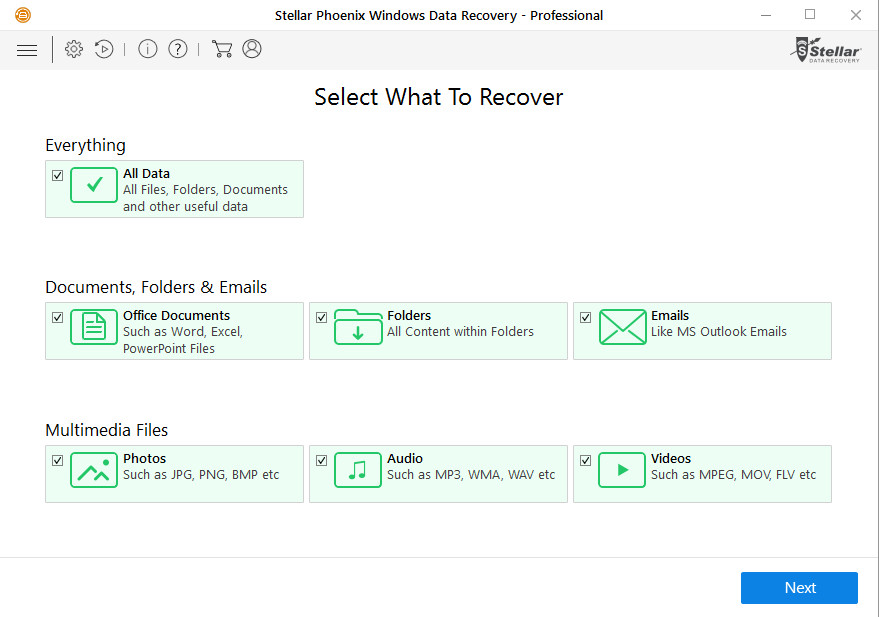 Stellar Phoenix Windows Data Recovery - Professional
Stellar
DATA RECOVERY
Select What To Recover
Everything
All Data
All Files, Folders, Documents
and other useful data
Documents, Folders & Emails
Office Documents
Such as Word, Excel,
PowerPoint Files
Folders
All Content within Folders
Emails
Like MS Outlook Emails
Multimedia Files
Photos
Such as JPG, PNG, BMP etc
Audio
Such as MP3, WMA, WAV etc
Videos
Such as MPEG, MOV, FLV etc
Next